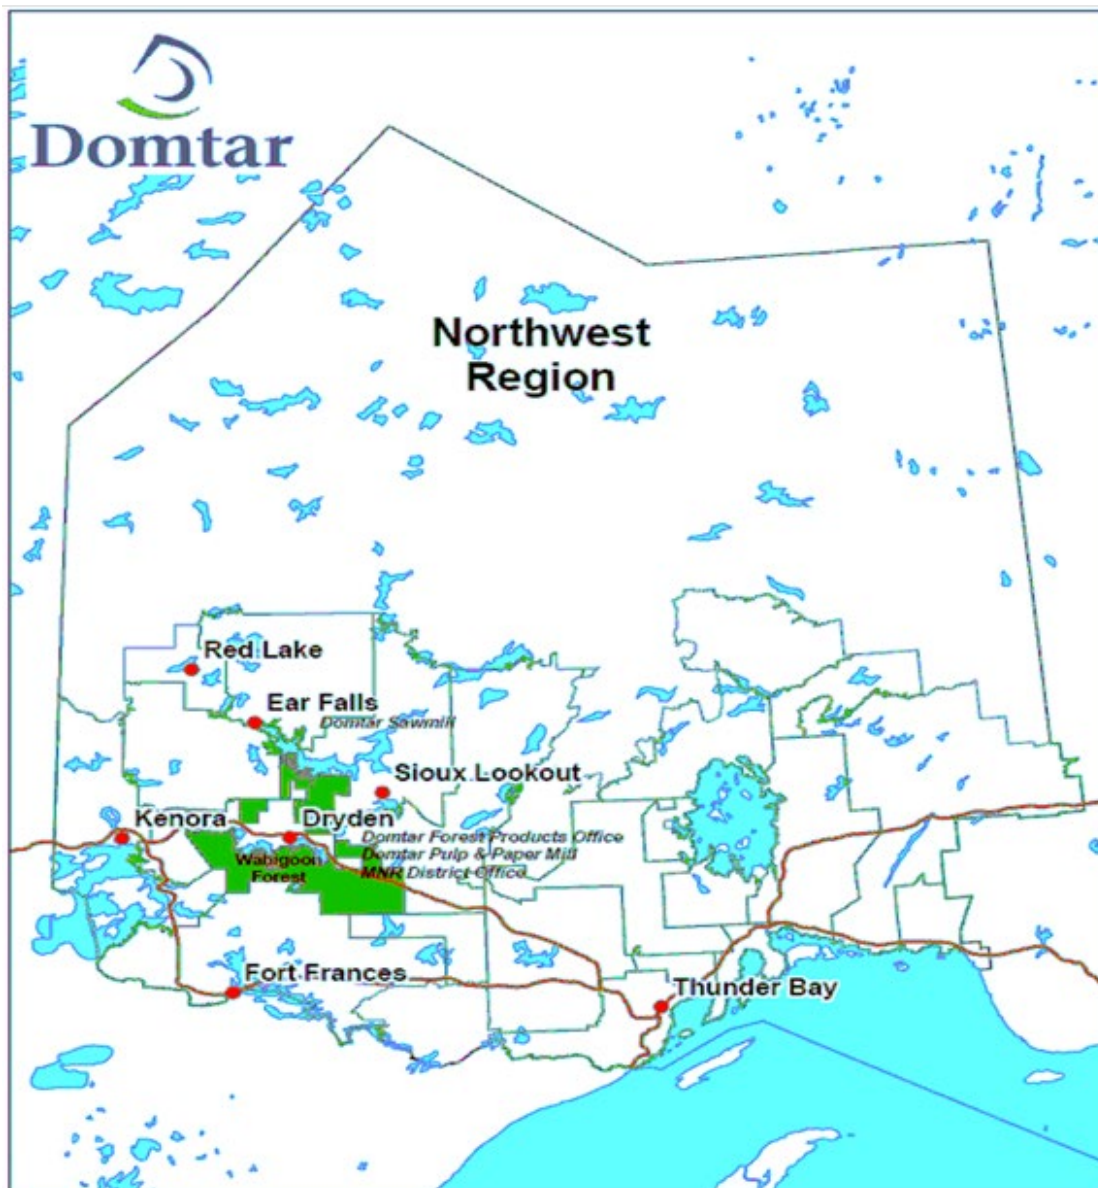 Domtar
Northwest
Region
Red Lake
Ear Falls
Domtar Sawmill
Sioux Lookout
Kenora
Dryden
Domtar Forest Products Office
Domtar Pulp & Paper Mill
MNR District Office
Wabigoon
Forest
Fort Frances
Thunder Bay